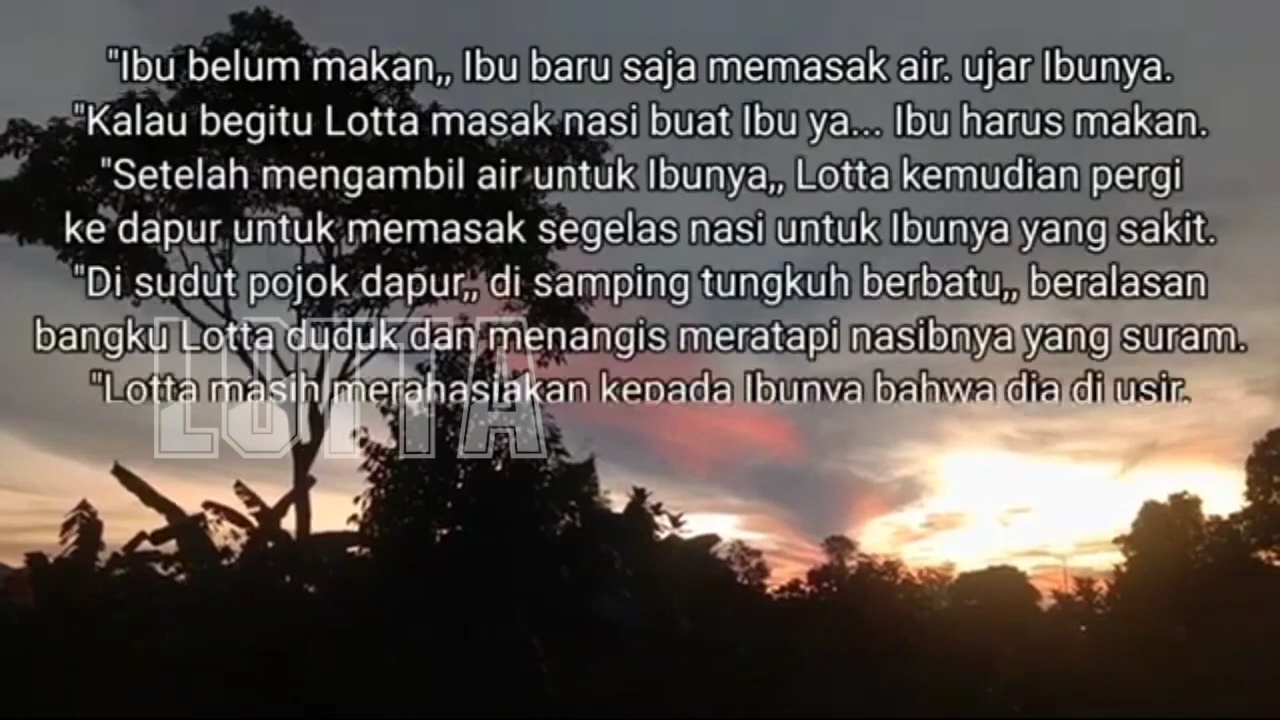 "Ibu belum makan,, Ibu baru saja memasak air. ujar Ibunya.
"Kalau begitu Lotta masak nasi buat Ibu ya... Ibu harus makan.
"Setelah mengambil air untuk Ibunya,, Lotta kemudian pergi
ke dapur untuk memasak segelas nasi untuk Ibunya yang sakit.
"Di sudut pojok dapur,, di samping tungkuh berbatu,, beralasan
bangku Lotta duduk dan menangis meratapi nasibnya yang suram.
"Lotta masih merahasiakan kepada Ibunya bahwa dia di usir.
LOTTA